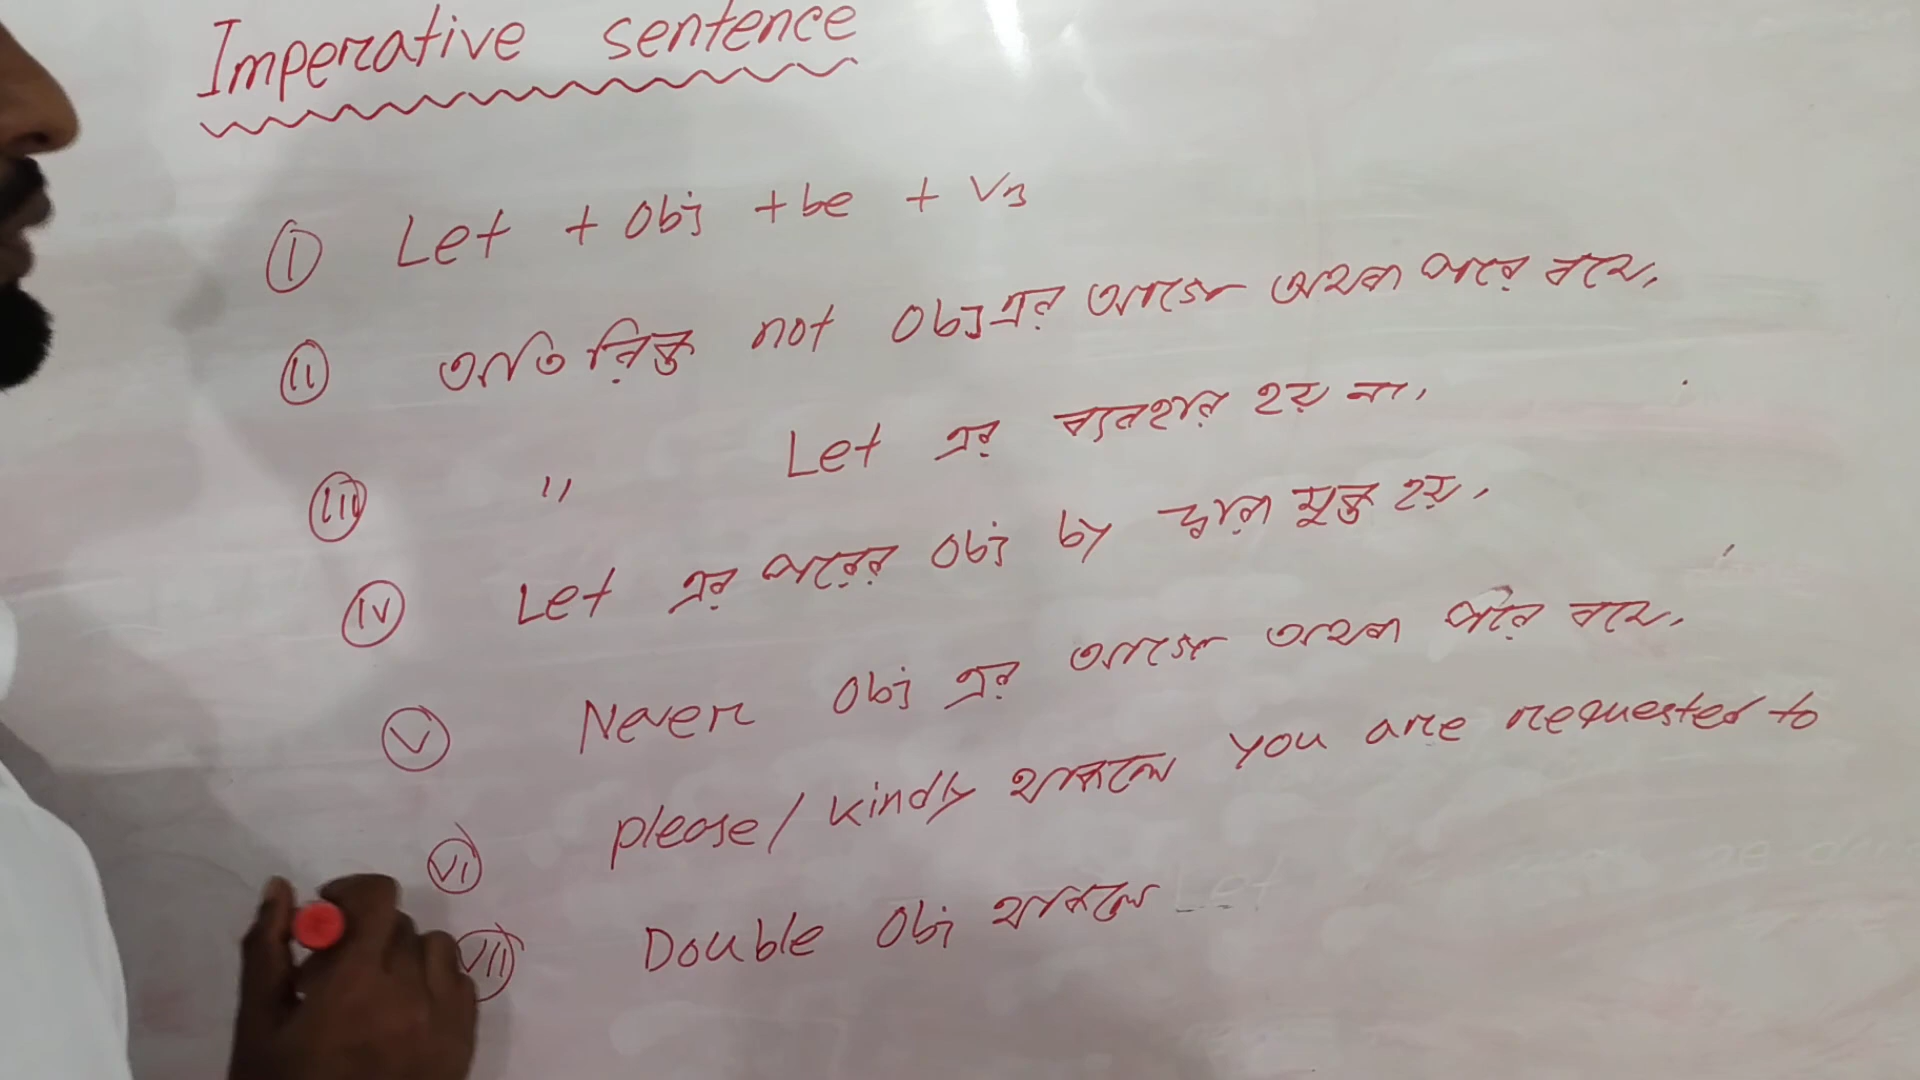 Imperative sentence
(i) Let + Obj + be + V3
(ii) অতিরিক্ত not Obj এর আগে অথবা পরে বসে,
(iii) " Let এর ব্যবহার হয় না,
(iv) Let এর পরের Obj by দ্বারা যুক্ত হয়,
(v) Never Obj এর আগে অথবা পরে বসে,
(vi) please/ kindly থাকলে you are requested to
(vii) Double Obj থাকলে